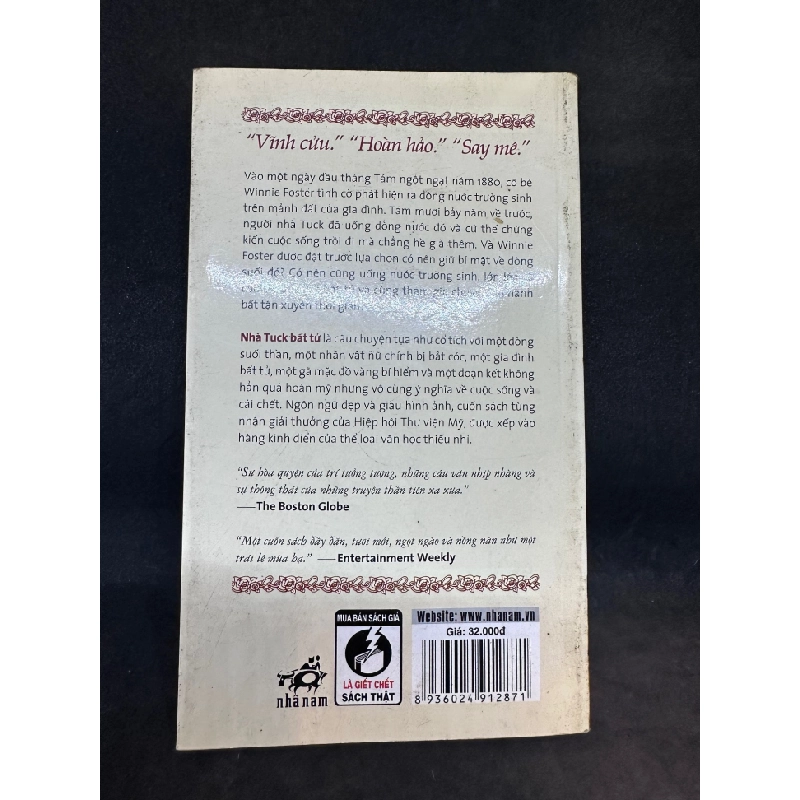 "Vĩnh cửu." "Hoàn hảo." "Say mê."
Vào một ngày đầu tháng Tám ngột ngạt năm 1880, cô bé
Winnie Foster tình cờ phát hiện ra dòng nước trường sinh
trên mảnh đất của gia đình. Tám mươi bảy năm về trước,
người nhà Tuck đã uống dòng nước đó và cứ thế chứng
kiến cuộc sống trôi đi mà chẳng hề già thêm. Và Winnie
Foster được đặt trước lựa chọn có nên giữ bí mật về dòng
suối đó? Có nên cùng uống nước trường sinh, lớn
và cùng tham gia
bất tận xuyên thời gian
Nhà Tuck bất tử là câu chuyện tựa như cổ tích với một dòng
suối thần, một nhân vật nữ chính bị bắt cóc, một gia đình
bất tử, một gã mặc đồ vàng bí hiểm và một đoạn kết không
hẳn quá hoàn mỹ nhưng vô cùng ý nghĩa về cuộc sống và
cái chết. Ngôn ngữ đẹp và giàu hình ảnh, cuốn sách từng
nhận giải thưởng của Hiệp hội Thư viện Mỹ, được xếp vào
hàng kinh điển của thể loại văn học thiếu nhi.
"Sự hòa quyện của trí tưởng tượng, những câu văn nhịp nhàng và
sự thông thái của những truyện thần tiên xa xưa."
—The Boston Globe
"Một cuốn sách đầy đặn, tươi mới, ngọt ngào và nồng nàn như một
trái lê mùa hạ." — Entertainment Weekly
nhã nam
MUA BÁN SÁCH GIẢ
LÀ GIẾT CHẾT
SÁCH THẬT
Website: www.nhanam.vn
Giá: 32.000đ
8 936024 912871